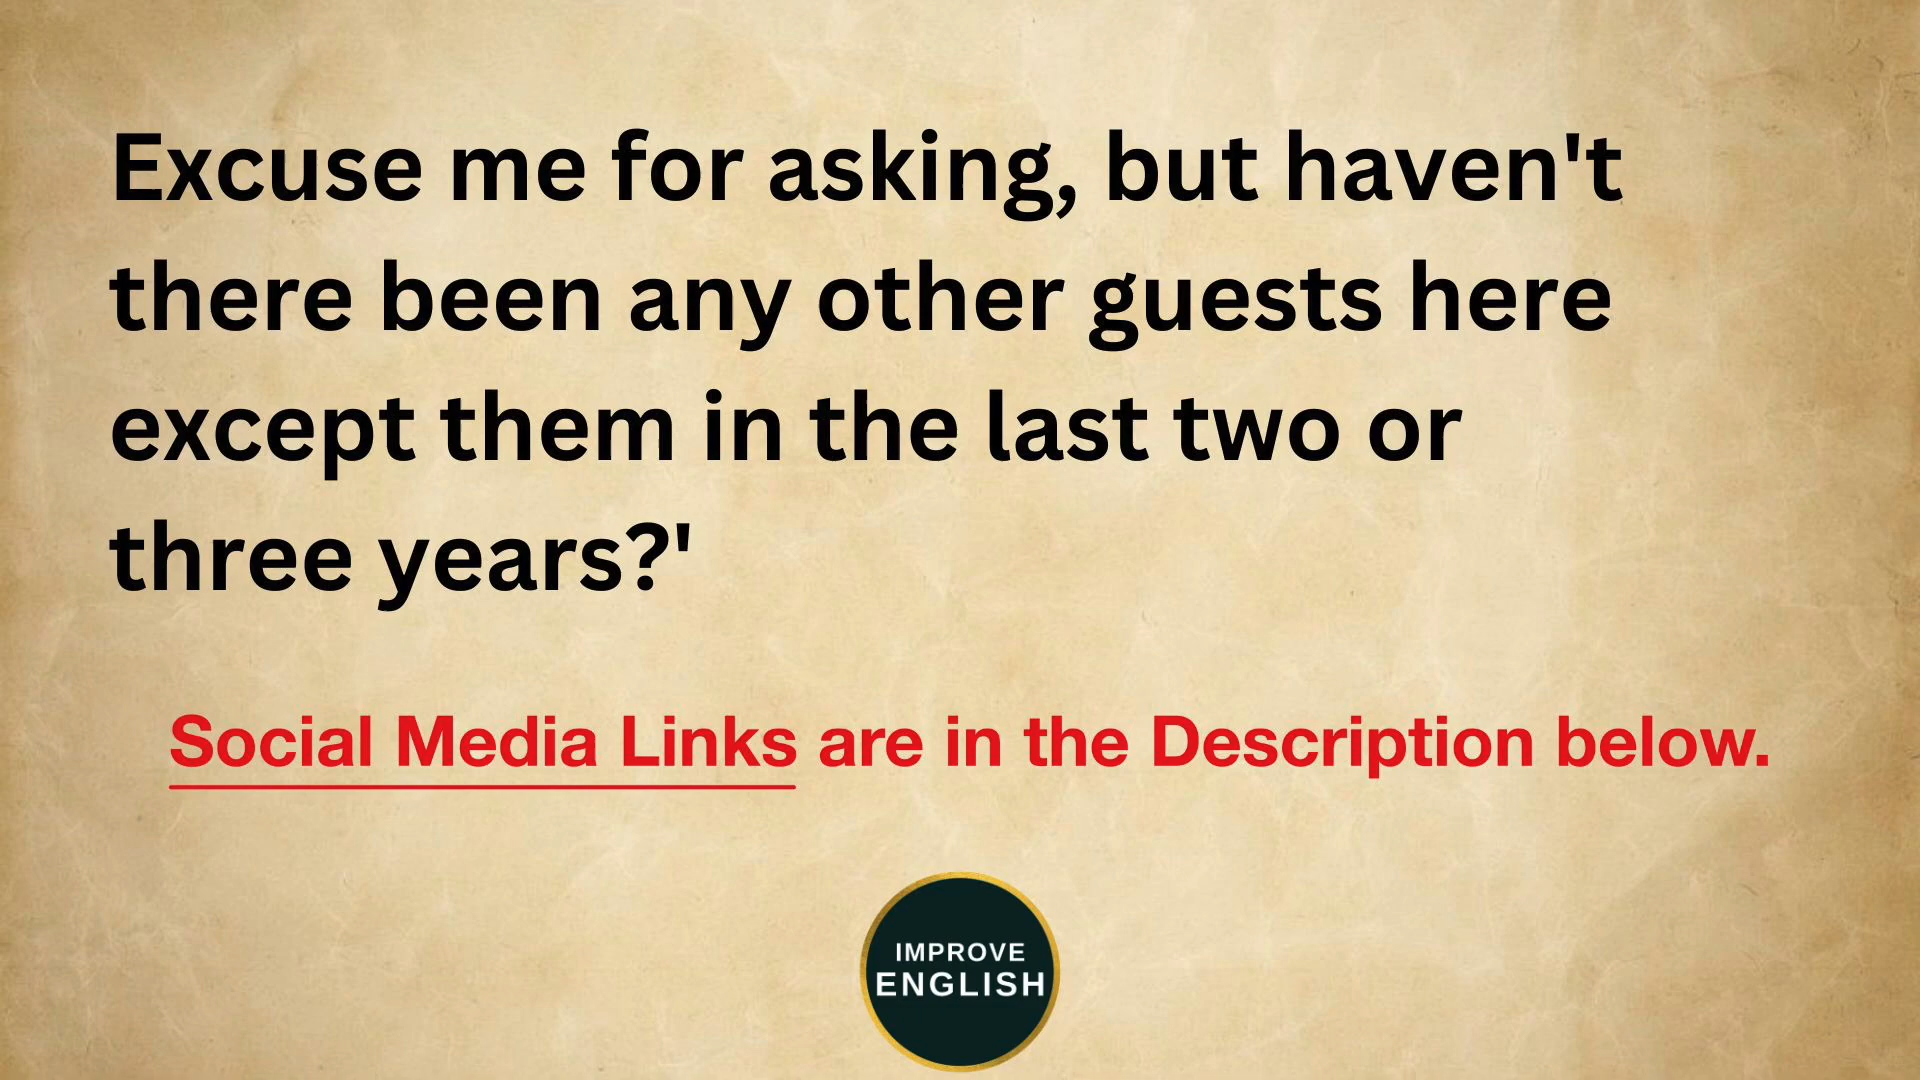 Excuse me for asking, but haven't
there been any other guests here
except them in the last two or
three years?'
Social Media Links are in the Description below.
IMPROVE
ENGLISH